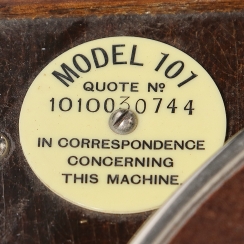 MODEL 101
QUOTE Nº
1010030744
IN CORRESPONDENCE
CONCERNING
THIS MACHINE.